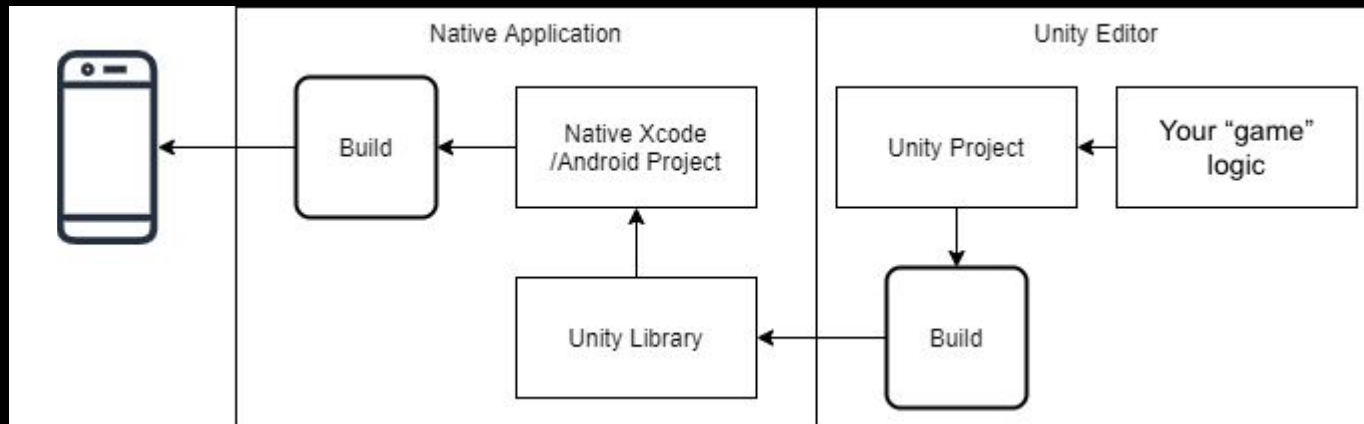 Native Application
Unity Editor
Build
Native Xcode
/Android Project
Unity Project
Your “game”
logic
Unity Library
Build